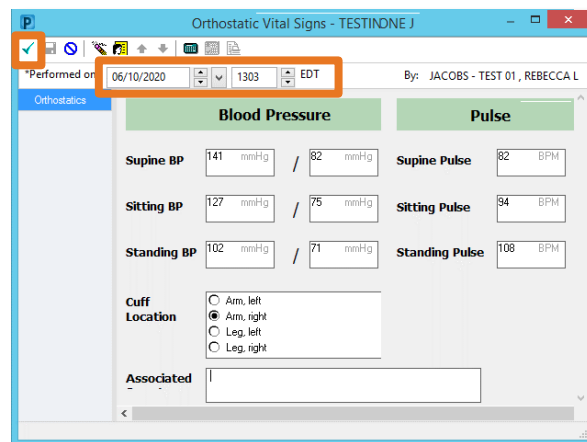 P Orthostatic Vital Signs - TESTINDNE J
*Performed on: 06/10/2020 1303 EDT By: JACOBS - TEST 01 , REBECCA L
Orthostatics
Blood Pressure Pulse
Supine BP 141 mmHg / 82 mmHg Supine Pulse 82 BPM
Sitting BP 127 mmHg / 75 mmHg Sitting Pulse 94 BPM
Standing BP 102 mmHg / 71 mmHg Standing Pulse 108 BPM
Cuff
Location
Arm, left
Arm, right
Leg, left
Leg, right
Associated